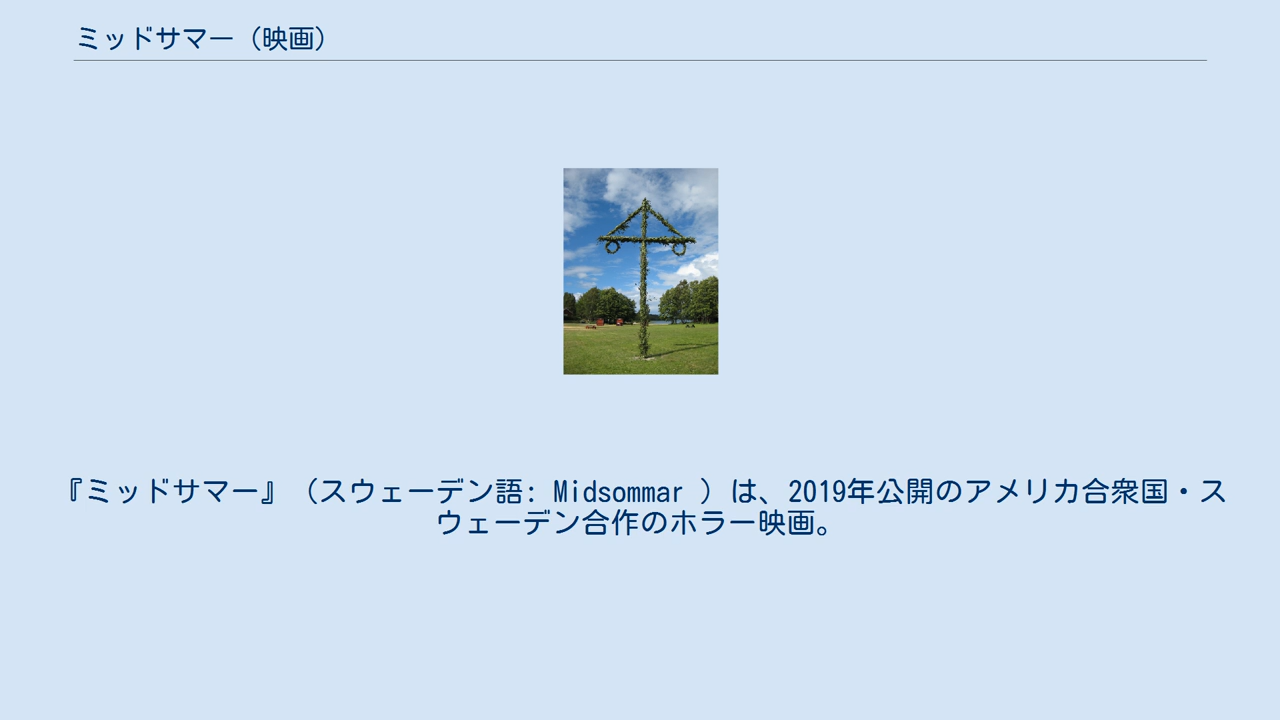 ミッドサマー（映画）
『ミッドサマー』（スウェーデン語: Midsommar ）は、2019年公開のアメリカ合衆国・ス
ウェーデン合作のホラー映画。